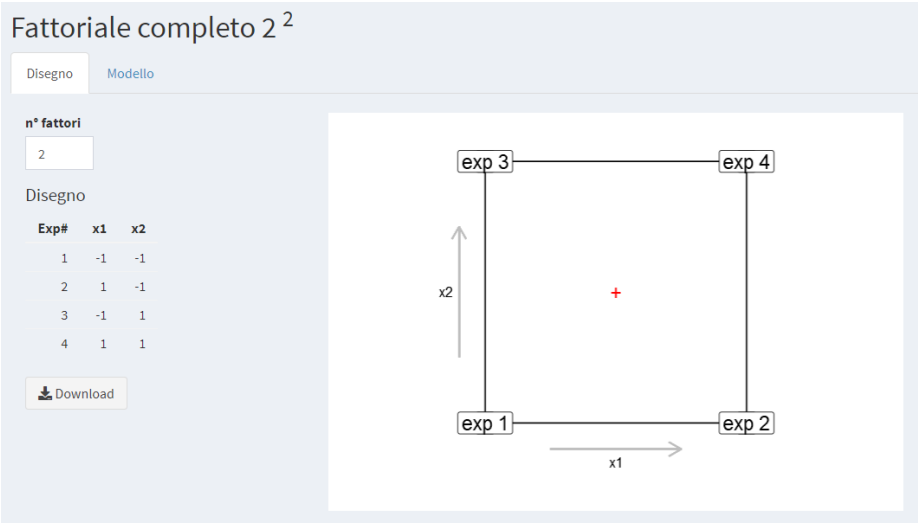 Fattoriale completo 2 2
Disegno Modello
n° fattori
2
Disegno
Exp# x1 x2
1 -1 -1
2 1 -1
3 -1 1
4 1 1
Download
exp 3 exp 4
x2
+
exp 1 exp 2
x1